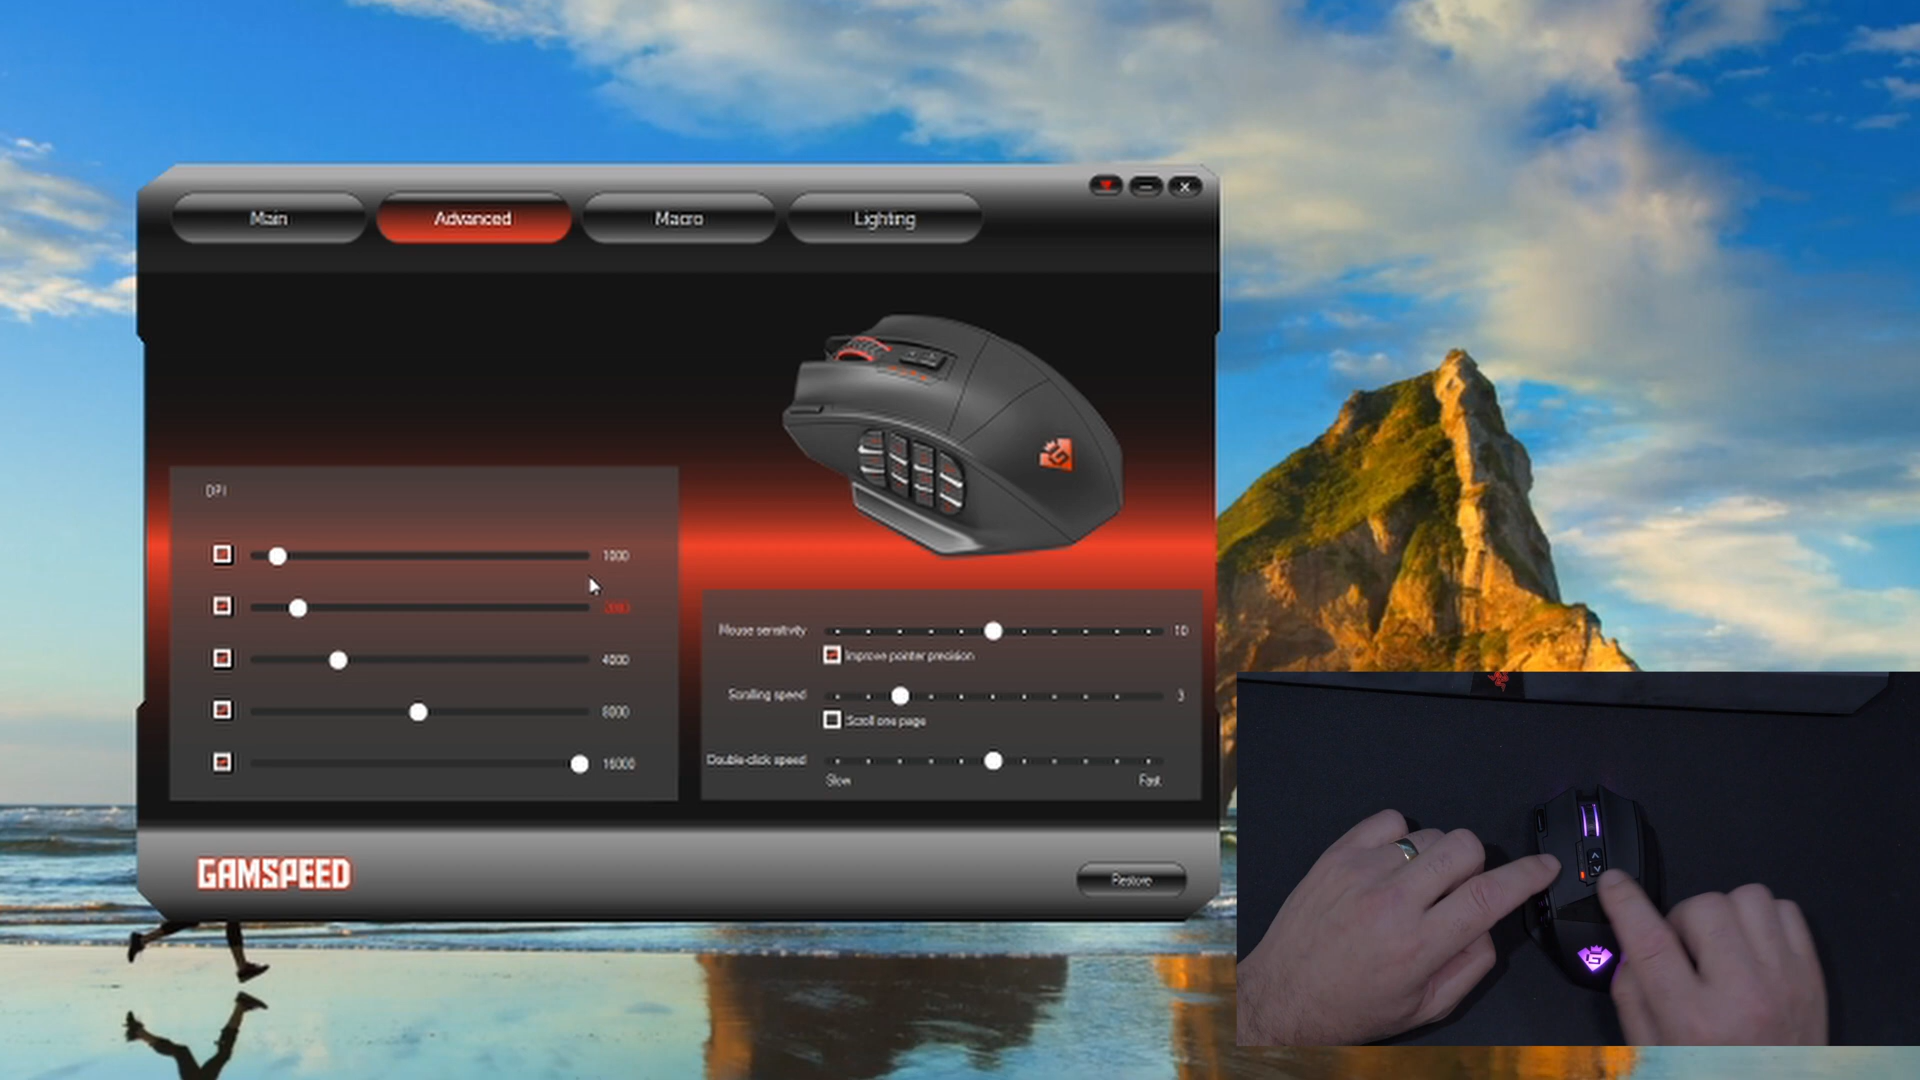 Main
Advanced
Macro
Lighting
DPI
1000
2000
4000
8000
16000
Mouse sensitivity
10
Improve pointer precision
Scrolling speed
3
Scroll one page
Double-click speed
Slow
Fast
GAMSPEED
Restore